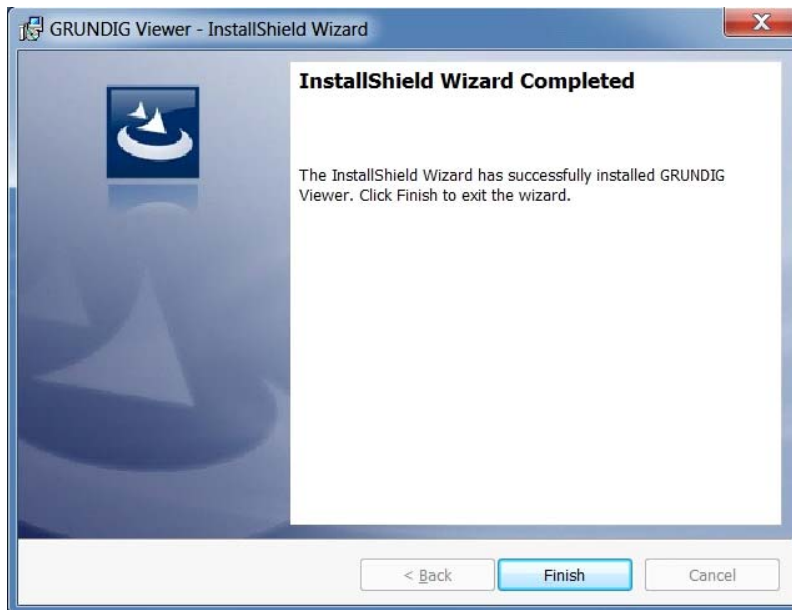 GRUNDIG Viewer - InstallShield Wizard
InstallShield Wizard Completed
The InstallShield Wizard has successfully installed GRUNDIG
Viewer. Click Finish to exit the wizard.
< Back
Finish
Cancel